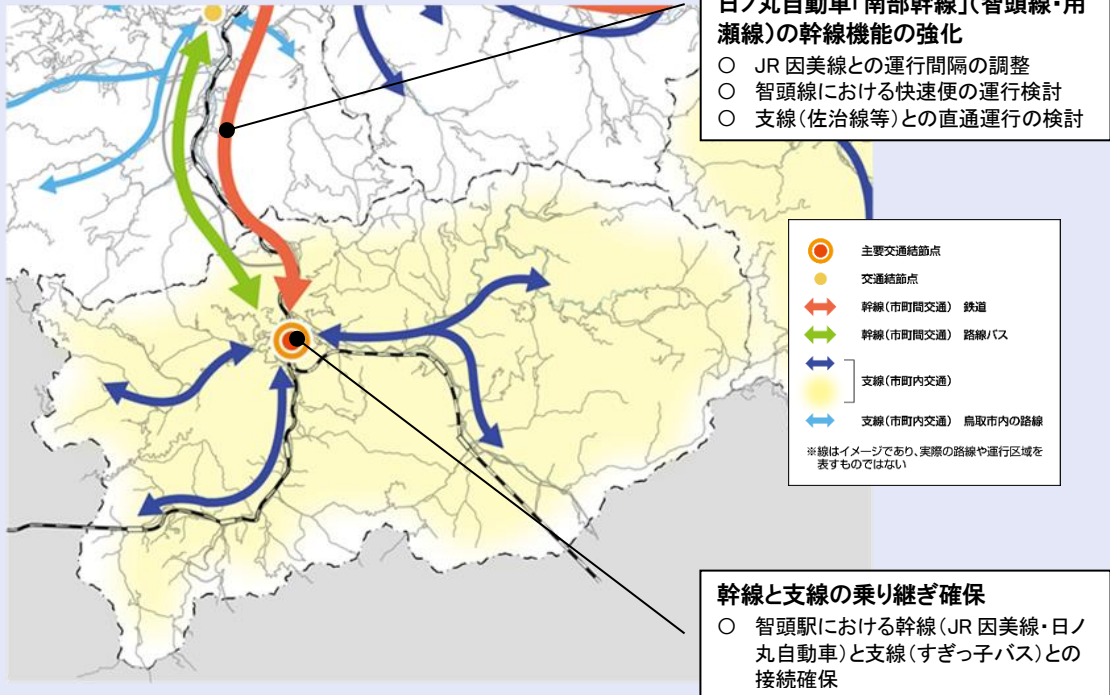 日ノ丸自動車「南部幹線」(智頭線・用
瀬線)の幹線機能の強化
○ JR 因美線との運行間隔の調整
○ 智頭線における快速便の運行検討
○ 支線(佐治線等)との直通運行の検討
主要交通結節点
交通結節点
幹線(市町間交通) 鉄道
幹線(市町間交通) 路線バス
支線(市町内交通)
支線(市町内交通) 鳥取市内の路線
※線はイメージであり、実際の路線や運行区域を
表すものではない
幹線と支線の乗り継ぎ確保
○ 智頭駅における幹線(JR 因美線・日ノ
丸自動車)と支線(すぎっ子バス)との
接続確保